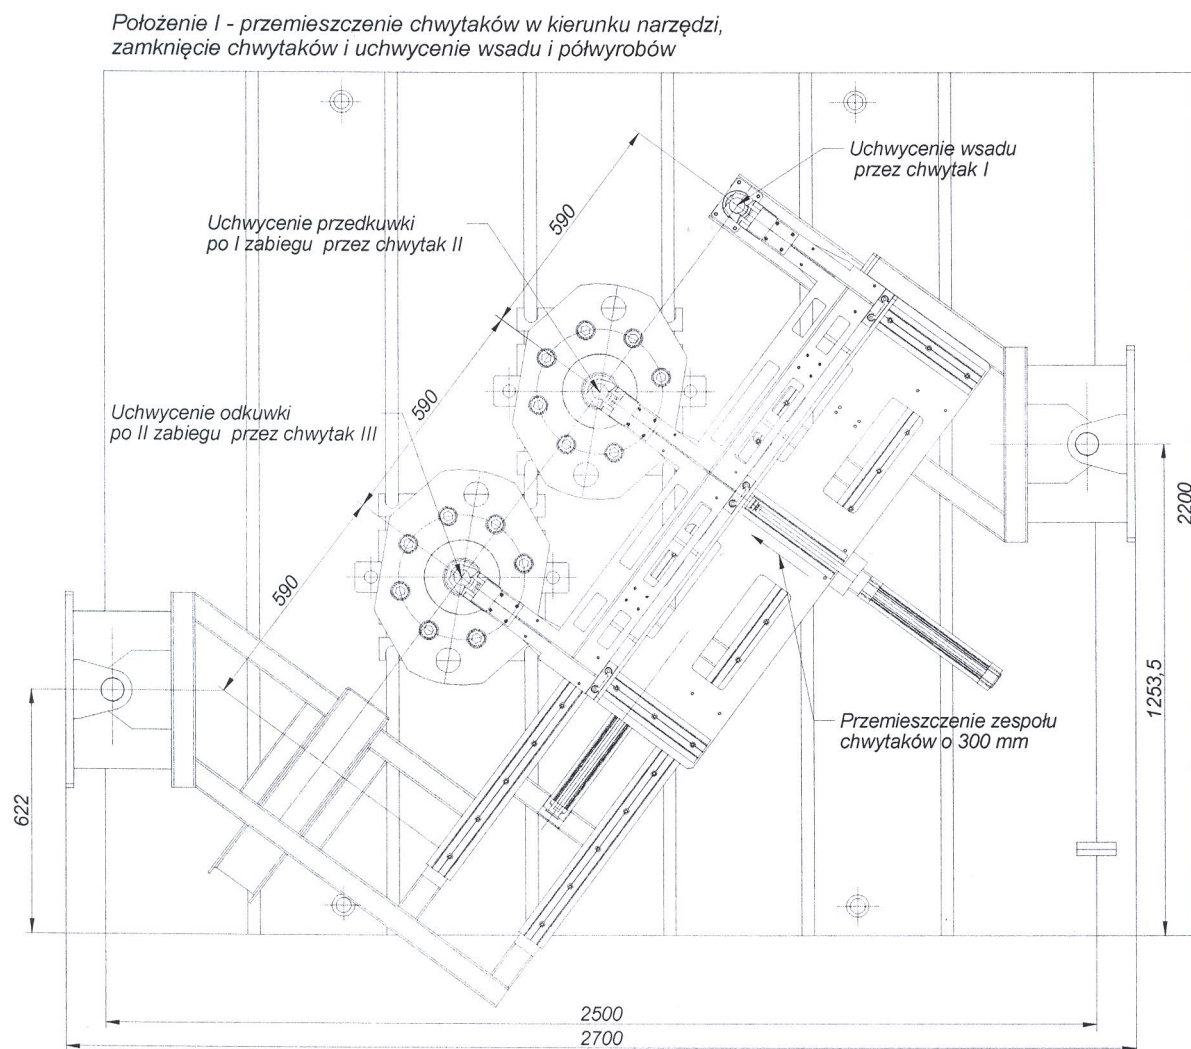 Położenie I - przemieszczenie chwytaków w kierunku narzędzi,
zamknięcie chwytaków i uchwycenie wsadu i półwyrobów
Uchwycenie wsadu
przez chwytak I
Uchwycenie przedkuwki
po I zabiegu przez chwytak II
590
590
Uchwycenie odkuwki
po II zabiegu przez chwytak III
590
2200
1253,5
Przemieszczenie zespołu
chwytaków o 300 mm
622
2500
2700